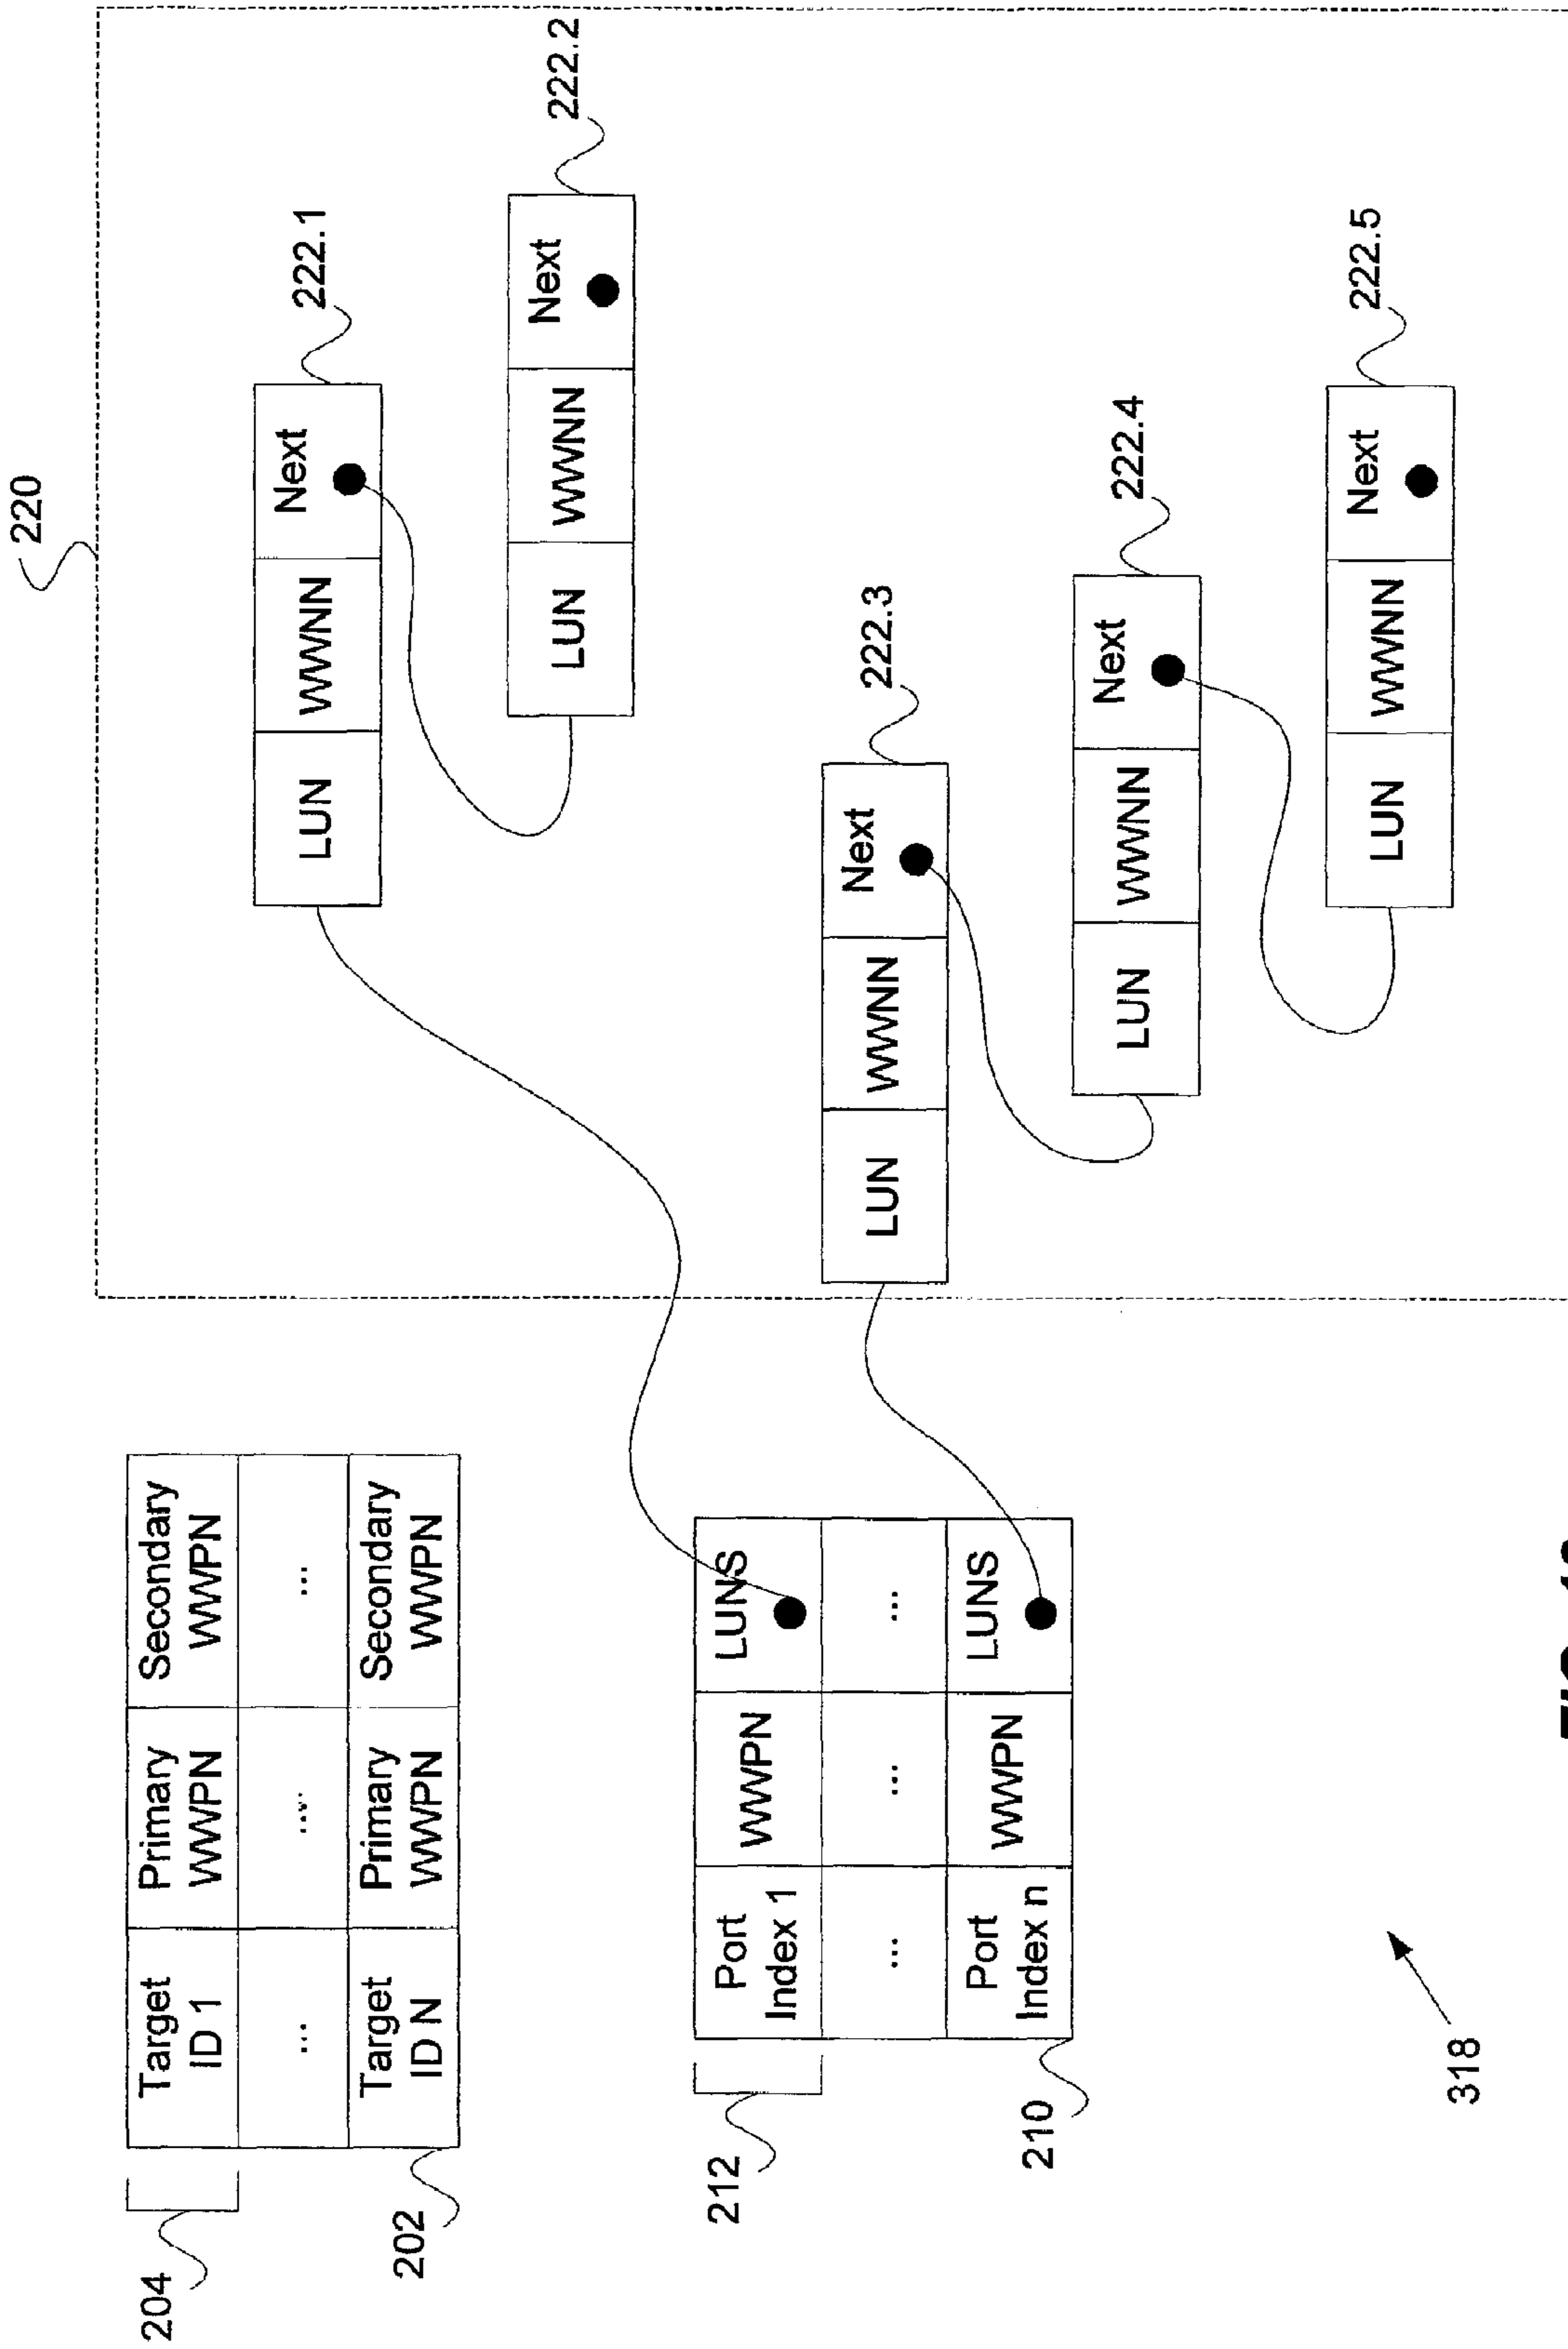 220
204
Target
ID 1
Primary
WWPN
Secondary
WWPN
...
...
...
Target
ID N
Primary
WWPN
Secondary
WWPN
202
212
Port
Index 1
WWPN
LUNS
...
...
...
Port
Index n
WWPN
LUNS
210
LUN
WWNN
Next
222.1
LUN
WWNN
Next
222.2
LUN
WWNN
Next
222.3
LUN
WWNN
Next
222.4
LUN
WWNN
Next
222.5
318